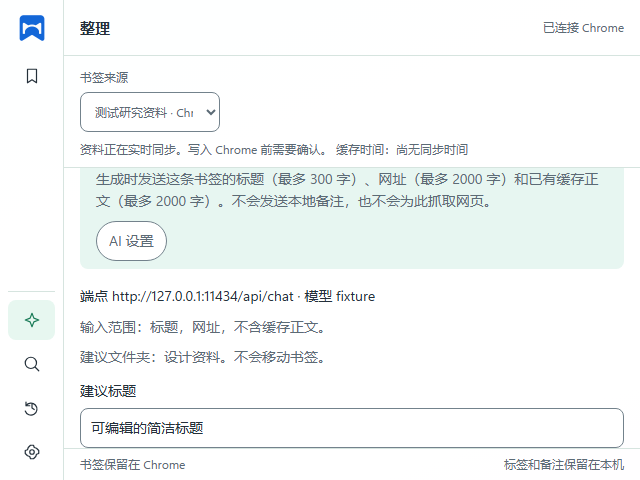 整理
已连接 Chrome
书签来源
测试研究资料 · Chr
资料正在实时同步。写入 Chrome 前需要确认。 缓存时间：尚无同步时间
生成时发送这条书签的标题（最多 300 字）、网址（最多 2000 字）和已有缓存正
文（最多 2000 字）。不会发送本地备注，也不会为此抓取网页。
AI 设置
端点 http://127.0.0.1:11434/api/chat · 模型 fixture
输入范围：标题，网址，不含缓存正文。
建议文件夹：设计资料。不会移动书签。
建议标题
可编辑的简洁标题
书签保留在 Chrome
标签和备注保留在本机